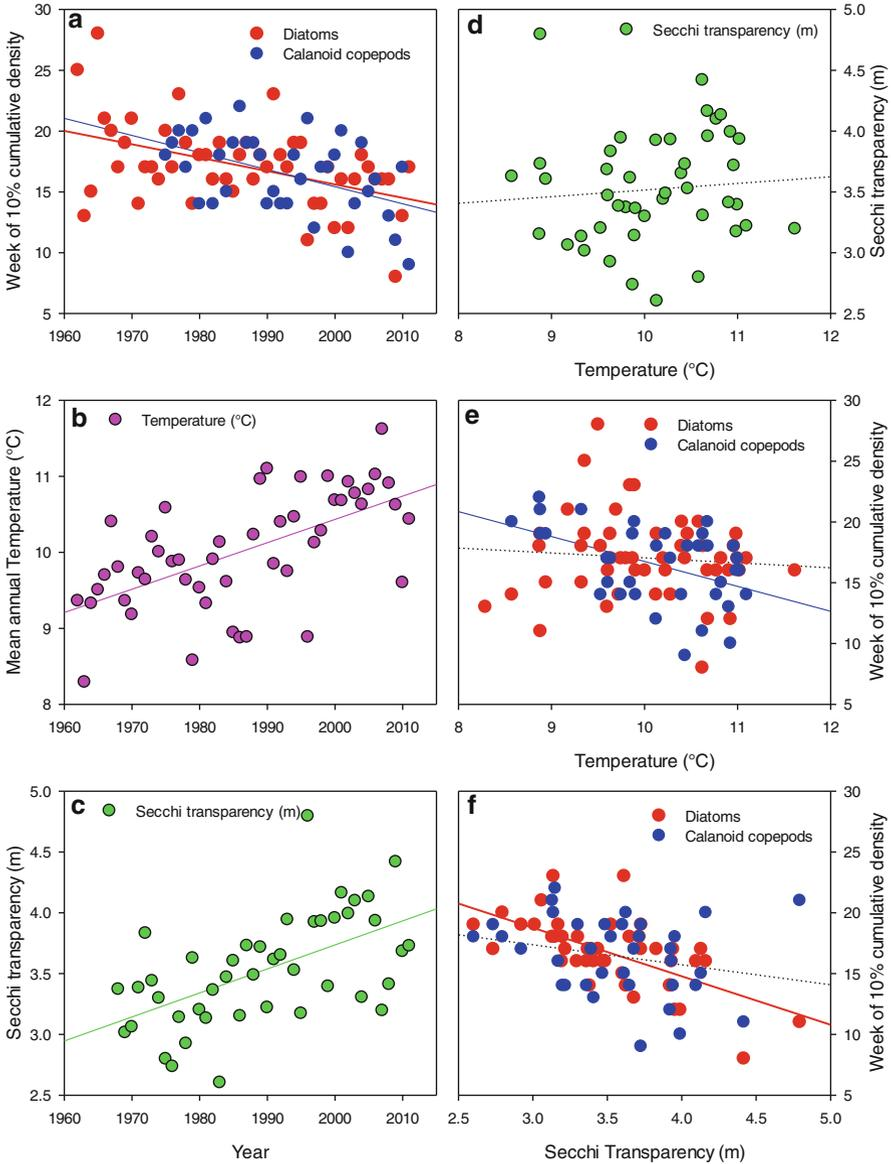 a
30
25
20
15
10
5
Week of 10% cumulative density
Diatoms
Calanoid copepods
1960 1970 1980 1990 2000 2010
d
Secchi transparency (m)
5.0
4.5
4.0
3.5
3.0
2.5
Secchi transparency (m)
8 9 10 11 12
Temperature (°C)
b
12
11
10
9
8
Mean annual Temperature (°C)
Temperature (°C)
1960 1970 1980 1990 2000 2010
e
Diatoms
Calanoid copepods
30
25
20
15
10
5
Week of 10% cumulative density
8 9 10 11 12
Temperature (°C)
c
5.0
4.5
4.0
3.5
3.0
2.5
Secchi transparency (m)
Secchi transparency (m)
1960 1970 1980 1990 2000 2010
Year
f
Diatoms
Calanoid copepods
30
25
20
15
10
5
Week of 10% cumulative density
2.5 3.0 3.5 4.0 4.5 5.0
Secchi Transparency (m)